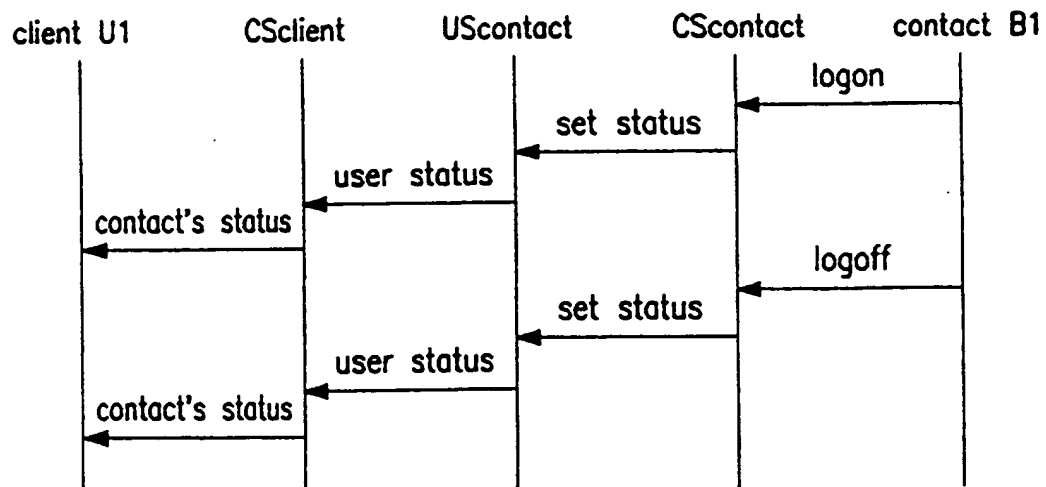 client U1 CSclient UScontact CScontact contact B1
logon
set status
user status
contact's status
logoff
set status
user status
contact's status